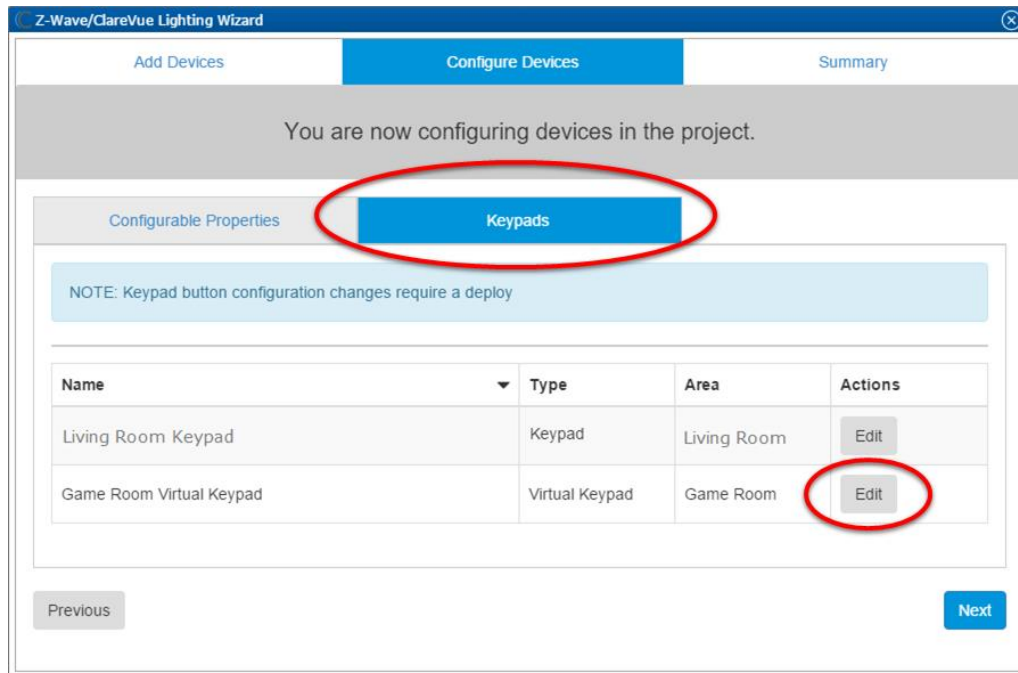 Z-Wave/ClareVue Lighting Wizard
Add Devices Configure Devices Summary
You are now configuring devices in the project.
Configurable Properties Keypads
NOTE: Keypad button configuration changes require a deploy
Name Type Area Actions
Living Room Keypad Keypad Living Room Edit
Game Room Virtual Keypad Virtual Keypad Game Room Edit
Previous Next